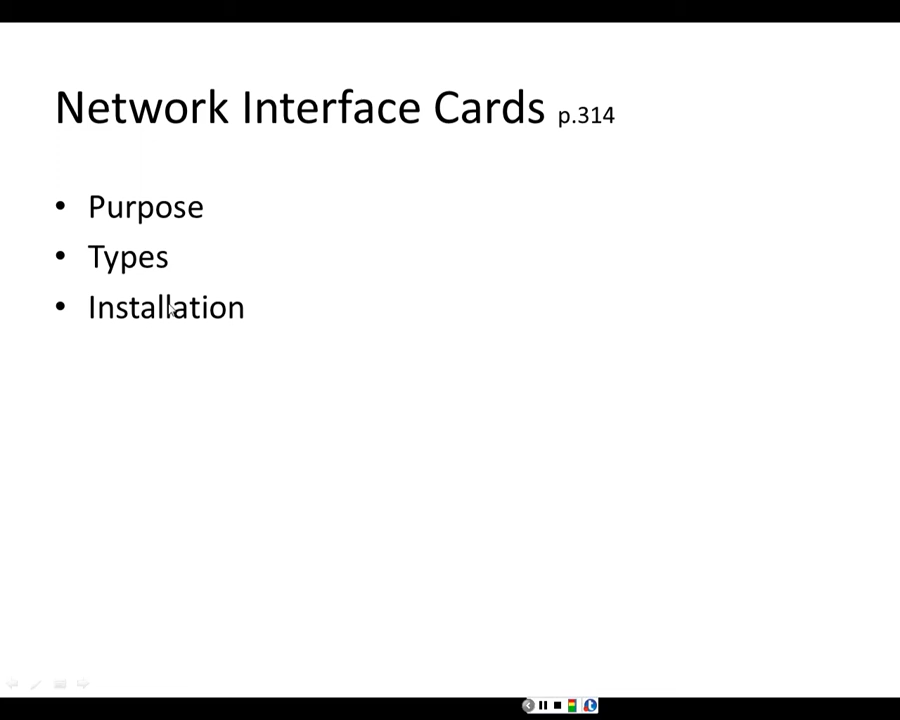 Network Interface Cards p.314
• Purpose
• Types
• Installation